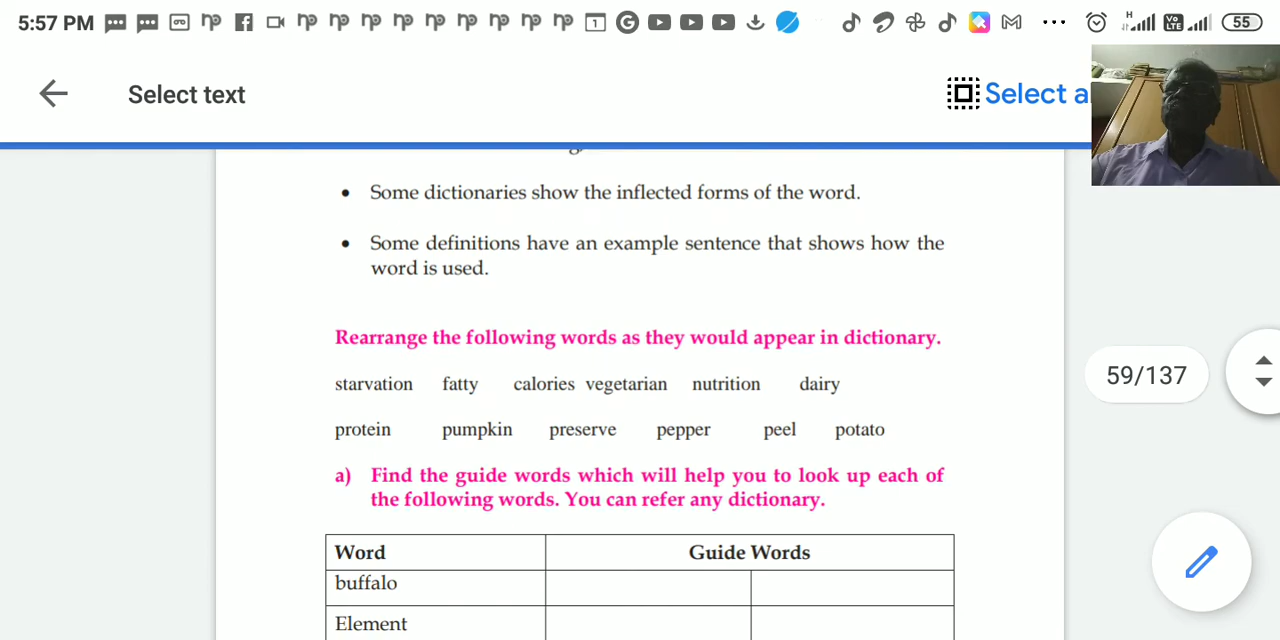 5:57 PM
1
H
Vo
LTE
55
Select text
Select a
Some dictionaries show the inflected forms of the word.
Some definitions have an example sentence that shows how the
word is used.
Rearrange the following words as they would appear in dictionary.
starvation fatty calories vegetarian nutrition dairy
59/137
protein pumpkin preserve pepper peel potato
a) Find the guide words which will help you to look up each of
the following words. You can refer any dictionary.
Word Guide Words
buffalo
Element